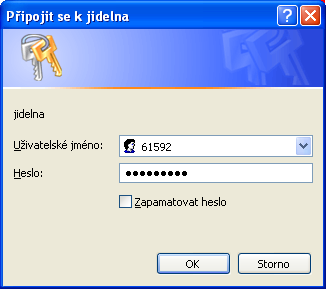 Připojit se k jidelna
jidelna
Uživatelské jméno: 61592
Heslo: •••••••••
Zapamatovat heslo
OK Storno